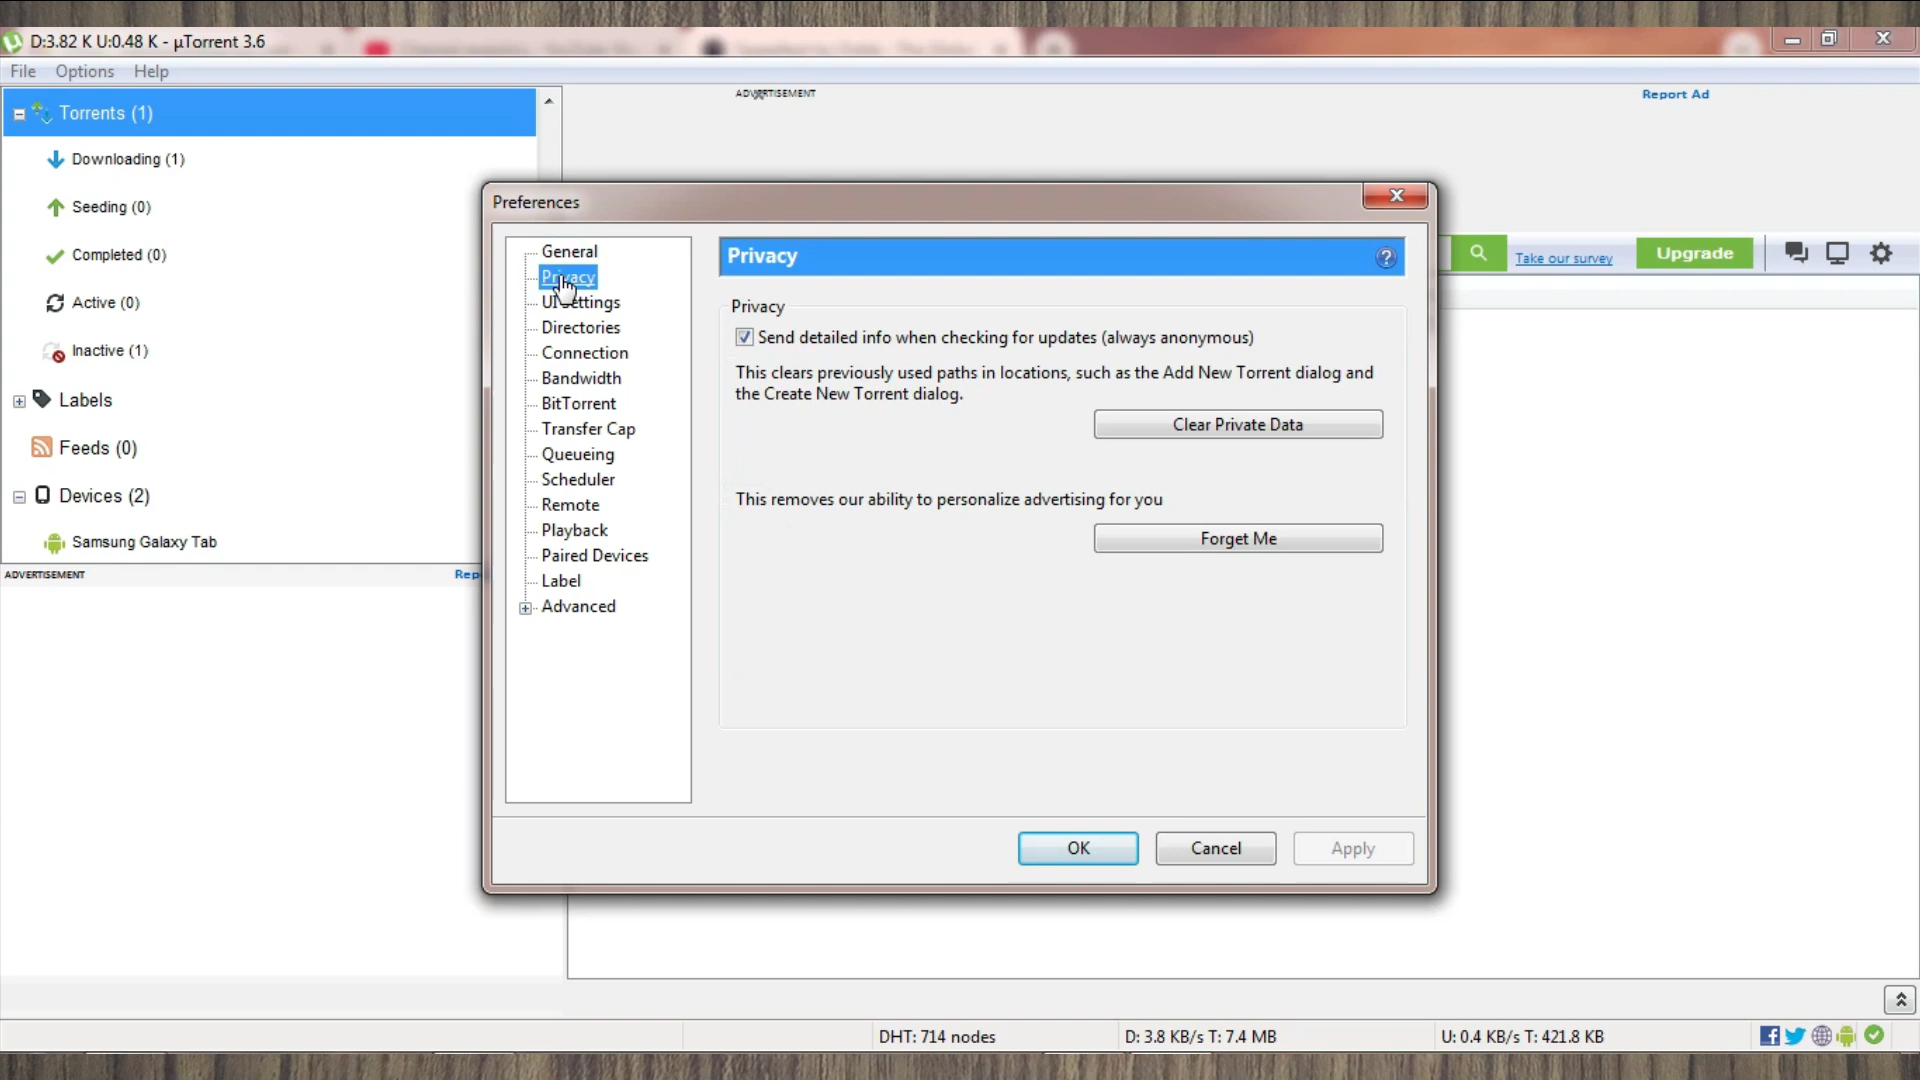 D:3.82 K U:0.48 K - µTorrent 3.6
File Options Help
Torrents (1)
Downloading (1)
Seeding (0)
Completed (0)
Active (0)
Inactive (1)
Labels
Feeds (0)
Devices (2)
Samsung Galaxy Tab
ADVERTISEMENT
ADVERTISEMENT Report Ad
Take our survey Upgrade
Preferences
General
Privacy
UI Settings
Directories
Connection
Bandwidth
BitTorrent
Transfer Cap
Queueing
Scheduler
Remote
Playback
Paired Devices
Label
Advanced
Privacy
Privacy
Send detailed info when checking for updates (always anonymous)
This clears previously used paths in locations, such as the Add New Torrent dialog and
the Create New Torrent dialog.
Clear Private Data
This removes our ability to personalize advertising for you
Forget Me
OK Cancel Apply
DHT: 714 nodes D: 3.8 KB/s T: 7.4 MB U: 0.4 KB/s T: 421.8 KB